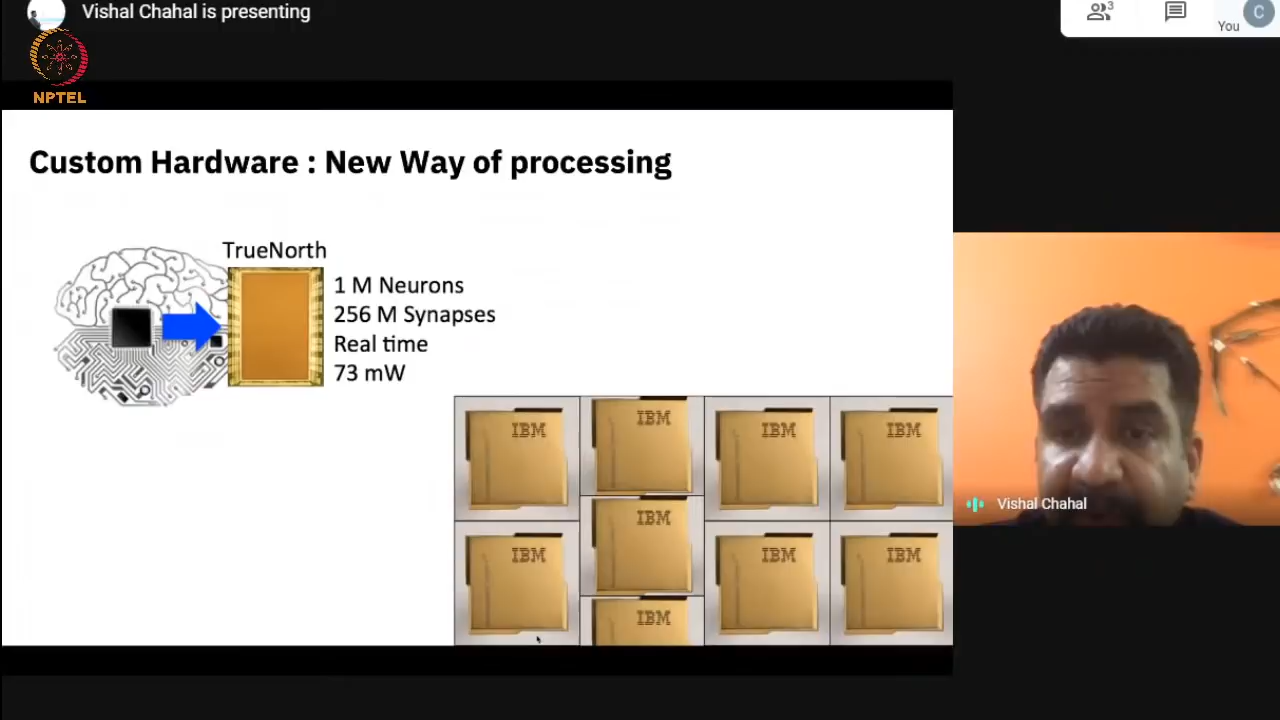 Vishal Chahal is presenting
3
You
C
NPTEL
Custom Hardware : New Way of processing
TrueNorth
1 M Neurons
256 M Synapses
Real time
73 mW
IBM
IBM
IBM
IBM
IBM
IBM
IBM
IBM
IBM
Vishal Chahal